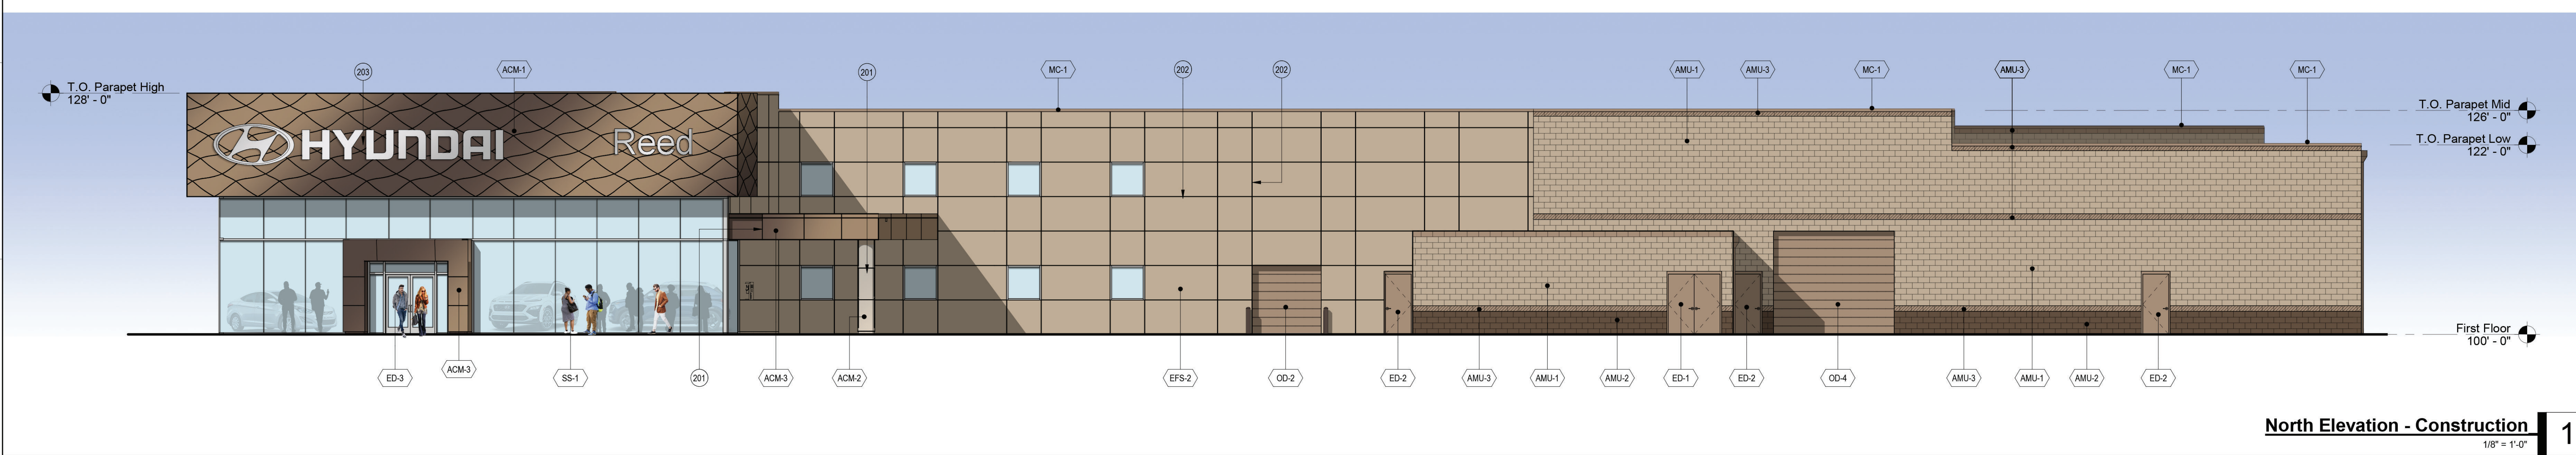 203
ACM-1
201
MC-1
202
202
AMU-1
AMU-3
MC-1
AMU-3
MC-1
MC-1
T.O. Parapet High
128' - 0"
T.O. Parapet Mid
126' - 0"
T.O. Parapet Low
122' - 0"
HYUNDAI
Reed
First Floor
100' - 0"
ED-3
ACM-3
SS-1
201
ACM-3
ACM-2
EFS-2
OD-2
ED-2
AMU-3
AMU-1
AMU-2
ED-1
ED-2
OD-4
AMU-3
AMU-1
AMU-2
ED-2
North Elevation - Construction
1/8" = 1'-0"
1